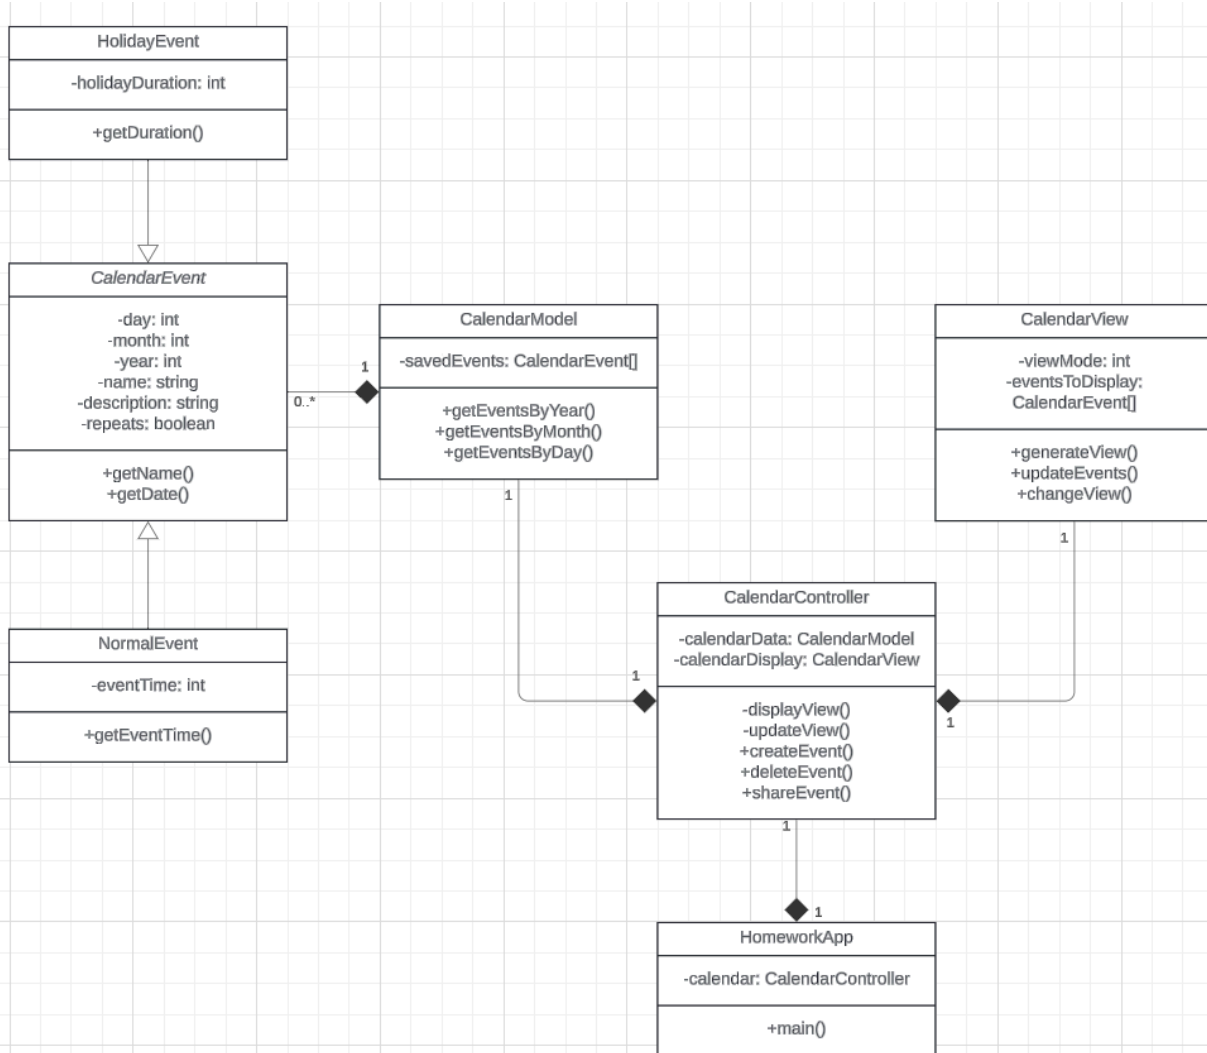 HolidayEvent
-holidayDuration: int
+getDuration()
CalendarEvent
-day: int
-month: int
-year: int
-name: string
-description: string
-repeats: boolean
+getName()
+getDate()
0..*
1
NormalEvent
-eventTime: int
+getEventTime()
CalendarModel
-savedEvents: CalendarEvent[]
+getEventsByYear()
+getEventsByMonth()
+getEventsByDay()
1
1
CalendarView
-viewMode: int
-eventsToDisplay:
CalendarEvent[]
+generateView()
+updateEvents()
+changeView()
1
1
CalendarController
-calendarData: CalendarModel
-calendarDisplay: CalendarView
-displayView()
-updateView()
+createEvent()
+deleteEvent()
+shareEvent()
1
1
HomeworkApp
-calendar: CalendarController
+main()